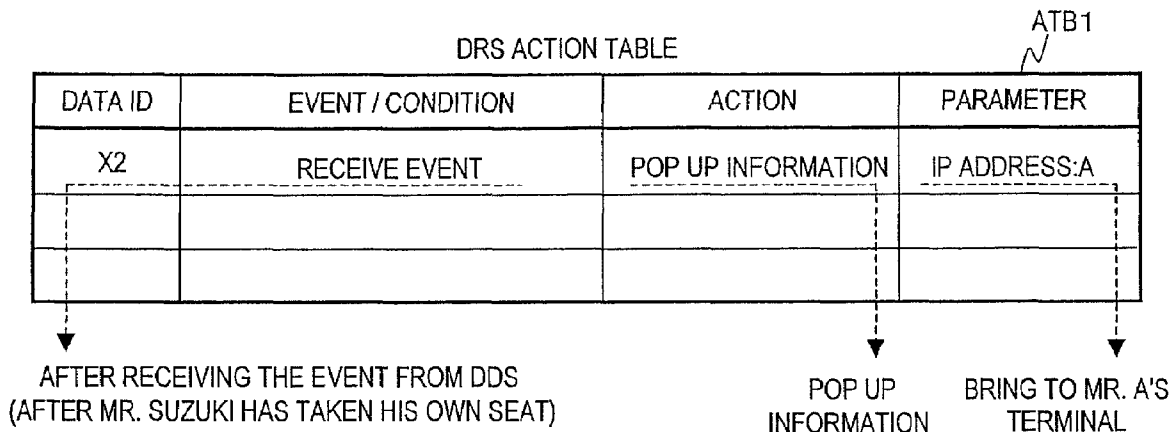 ATB1
DRS ACTION TABLE
DATA ID EVENT / CONDITION ACTION PARAMETER
X2 RECEIVE EVENT POP UP INFORMATION IP ADDRESS:A
AFTER RECEIVING THE EVENT FROM DDS
(AFTER MR. SUZUKI HAS TAKEN HIS OWN SEAT)
POP UP
INFORMATION
BRING TO MR. A'S
TERMINAL